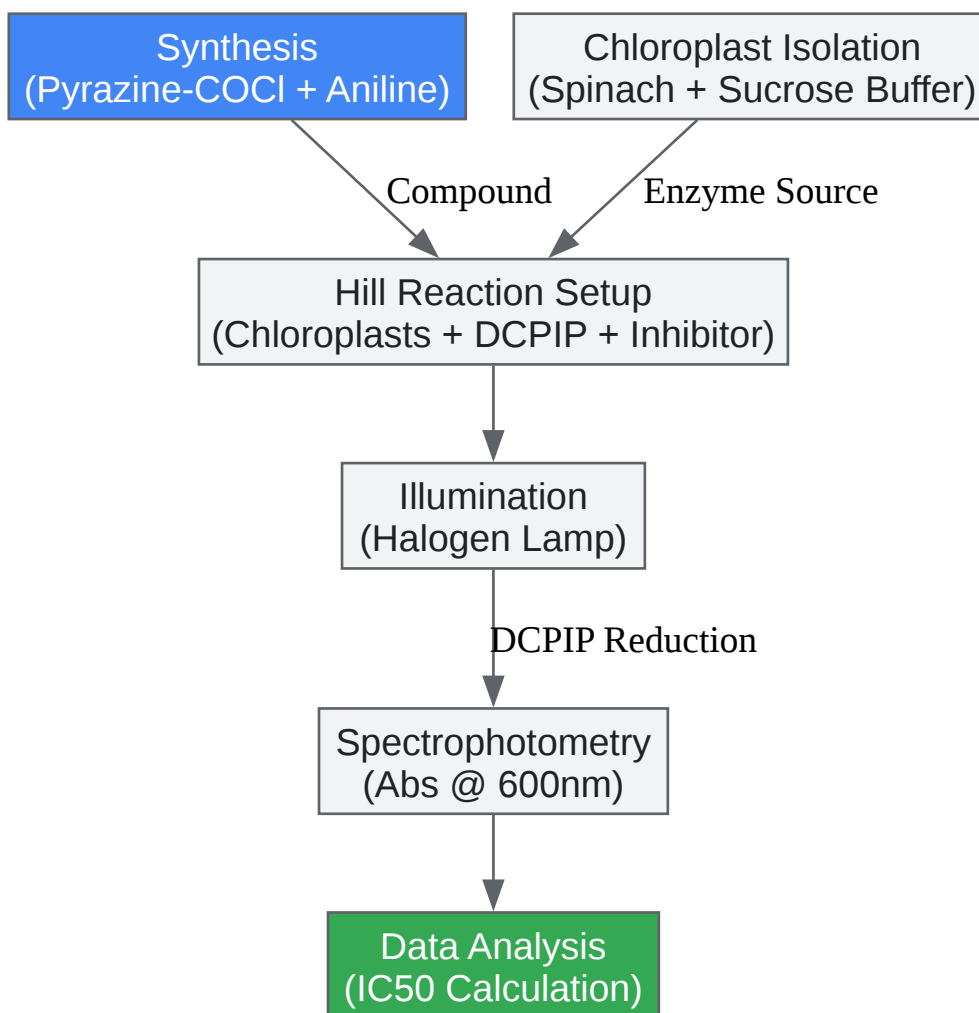 Synthesis
(Pyrazine-COCl + Aniline)
Chloroplast Isolation
(Spinach + Sucrose Buffer)
Compound
Enzyme Source
Hill Reaction Setup
(Chloroplasts + DCPIP + Inhibitor)
Illumination
(Halogen Lamp)
DCPIP Reduction
Spectrophotometry
(Abs @ 600nm)
Data Analysis
(IC50 Calculation)